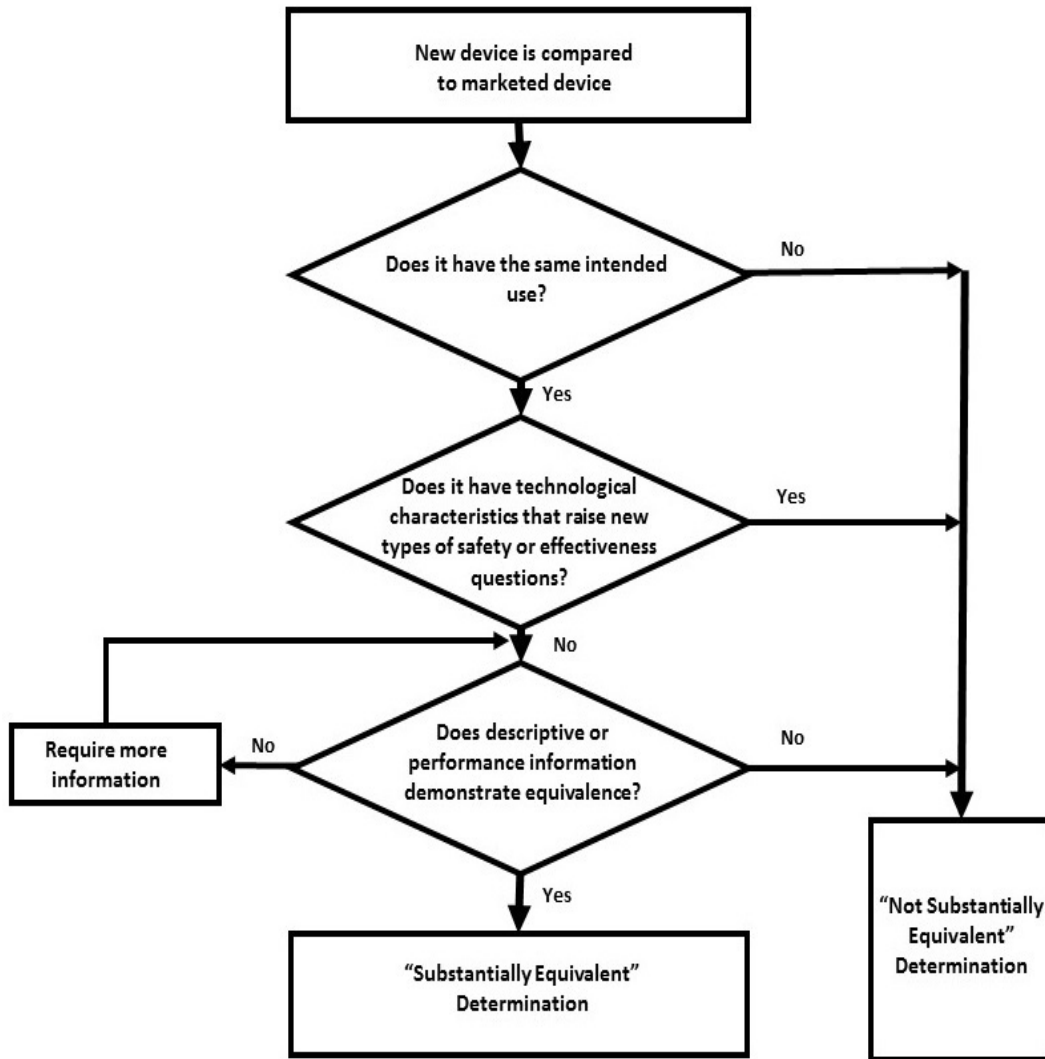 New device is compared
to marketed device
No
Does it have the same intended
use?
Yes
Does it have technological
characteristics that raise new
types of safety or effectiveness
questions?
Yes
No
Require more
information
No
Does descriptive or
performance information
demonstrate equivalence?
No
Yes
“Substantially Equivalent”
Determination
“Not Substantially
Equivalent”
Determination